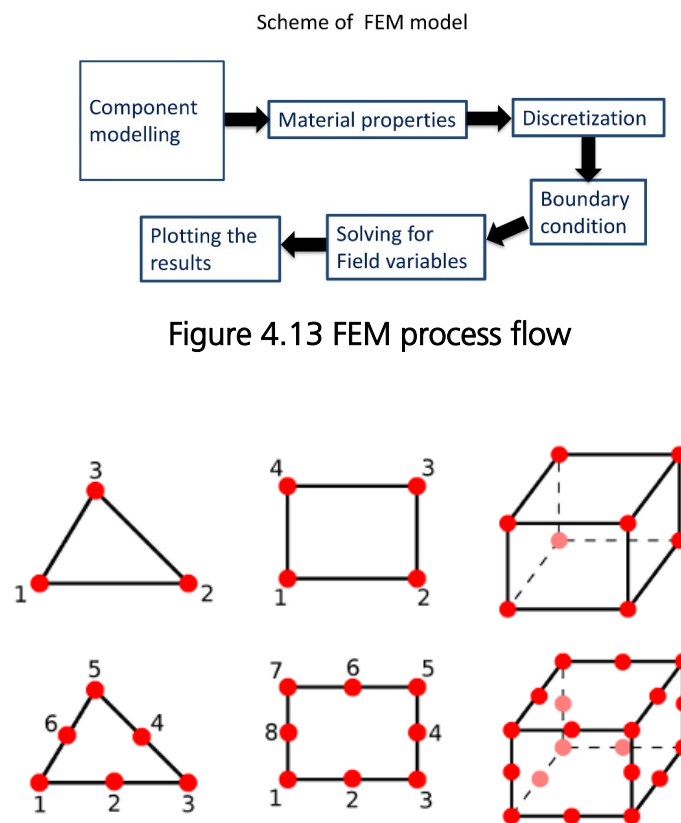 Scheme of FEM model
Component
modelling
Material properties
Discretization
Boundary
condition
Solving for
Field variables
Plotting the
results
Figure 4.13 FEM process flow
3
1
2
4
3
1
2
5
6
4
1
2
3
7
6
5
8
4
1
2
3